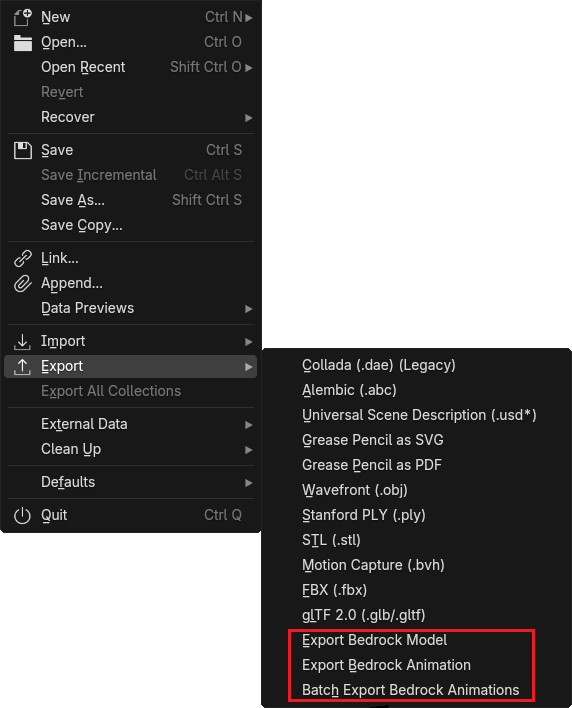 New Ctrl N
Open... Ctrl O
Open Recent Shift Ctrl O
Revert
Recover
Save Ctrl S
Save Incremental Ctrl Alt S
Save As... Shift Ctrl S
Save Copy...
Link...
Append...
Data Previews
Import
Export
Export All Collections
External Data
Clean Up
Defaults
Quit Ctrl Q
Collada (.dae) (Legacy)
Alembic (.abc)
Universal Scene Description (.usd*)
Grease Pencil as SVG
Grease Pencil as PDF
Wavefront (.obj)
Stanford PLY (.ply)
STL (.stl)
Motion Capture (.bvh)
FBX (.fbx)
glTF 2.0 (.glb/.gltf)
Export Bedrock Model
Export Bedrock Animation
Batch Export Bedrock Animations